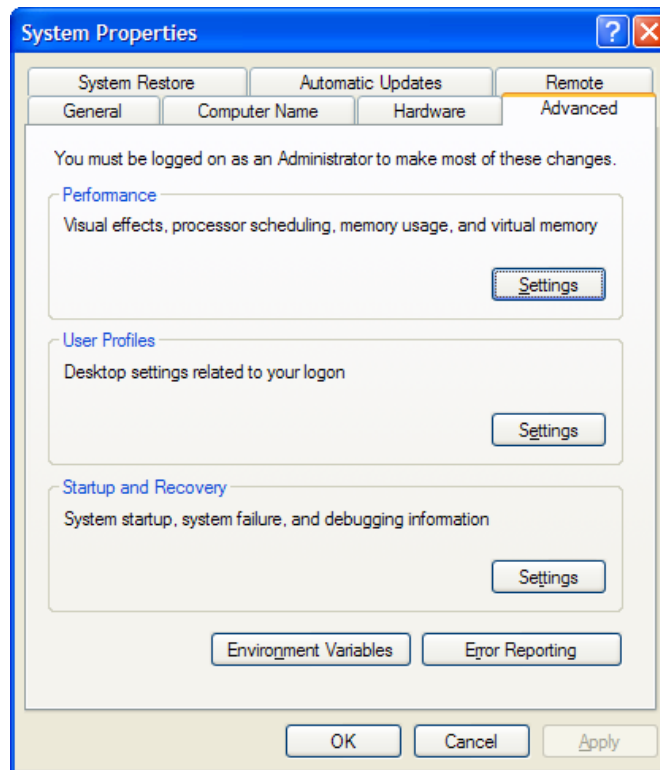 System Properties
?
System Restore Automatic Updates Remote
General Computer Name Hardware Advanced
You must be logged on as an Administrator to make most of these changes.
Performance
Visual effects, processor scheduling, memory usage, and virtual memory
Settings
User Profiles
Desktop settings related to your logon
Settings
Startup and Recovery
System startup, system failure, and debugging information
Settings
Environment Variables Error Reporting
OK Cancel Apply